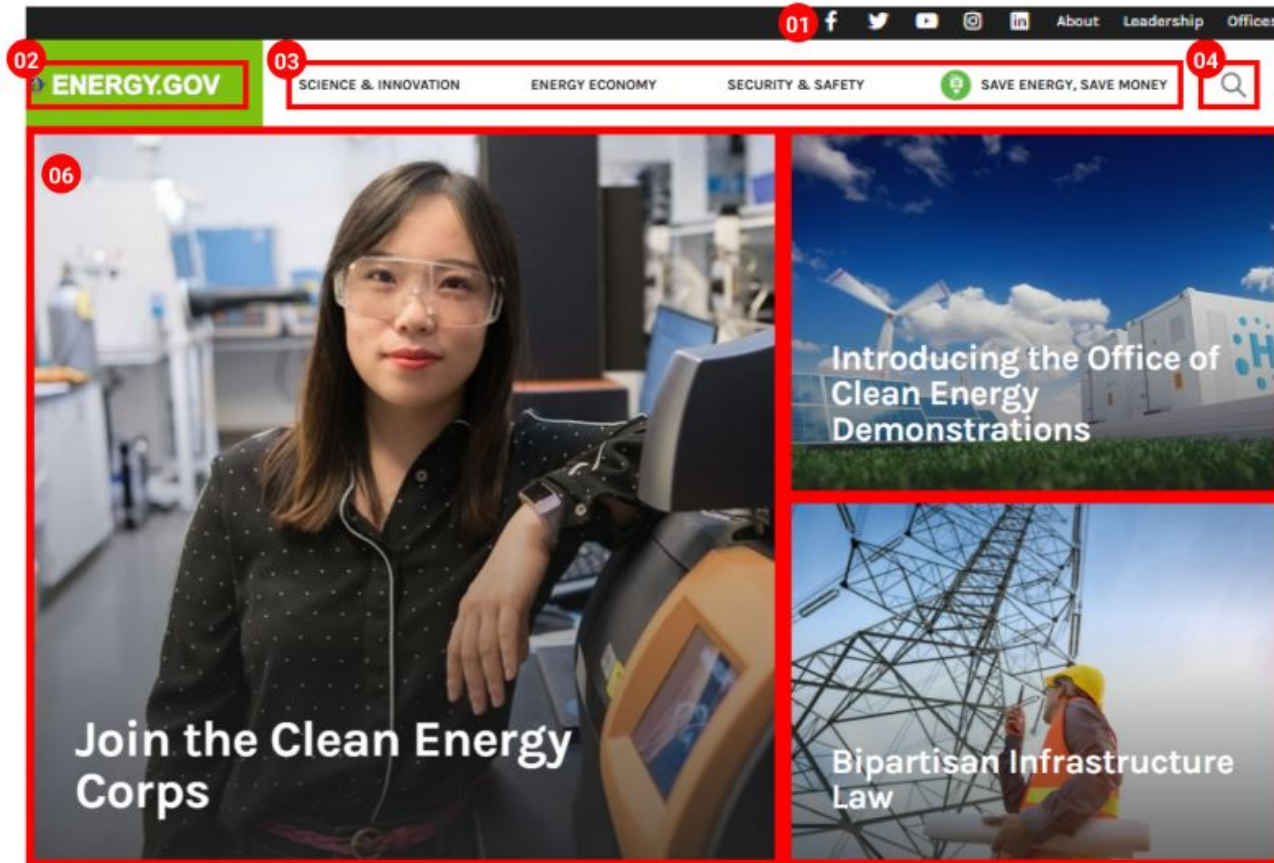 01 f in About Leadership Offices
02 03 04
ENERGY.GOV SCIENCE & INNOVATION ENERGY ECONOMY SECURITY & SAFETY SAVE ENERGY, SAVE MONEY
06
Introducing the Office of
Clean Energy
Demonstrations
H
Join the Clean Energy
Corps
Bipartisan Infrastructure
Law